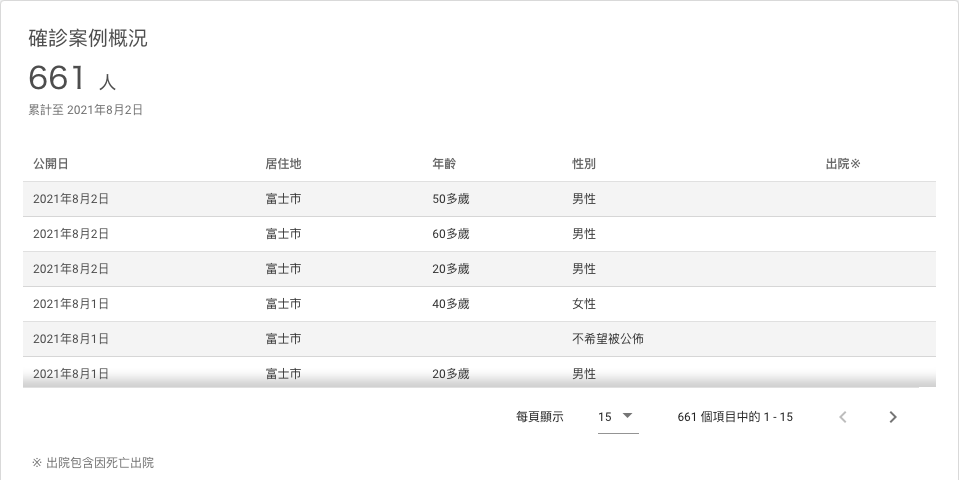 確診案例概況
661 人
累計至 2021年8月2日
公開日 居住地 年齡 性別 出院※
2021年8月2日 富士市 50多歲 男性
2021年8月2日 富士市 60多歲 男性
2021年8月2日 富士市 20多歲 男性
2021年8月1日 富士市 40多歲 女性
2021年8月1日 富士市 不希望被公佈
2021年8月1日 富士市 20多歲 男性
每頁顯示 15 661 個項目中的 1 - 15
※ 出院包含因死亡出院